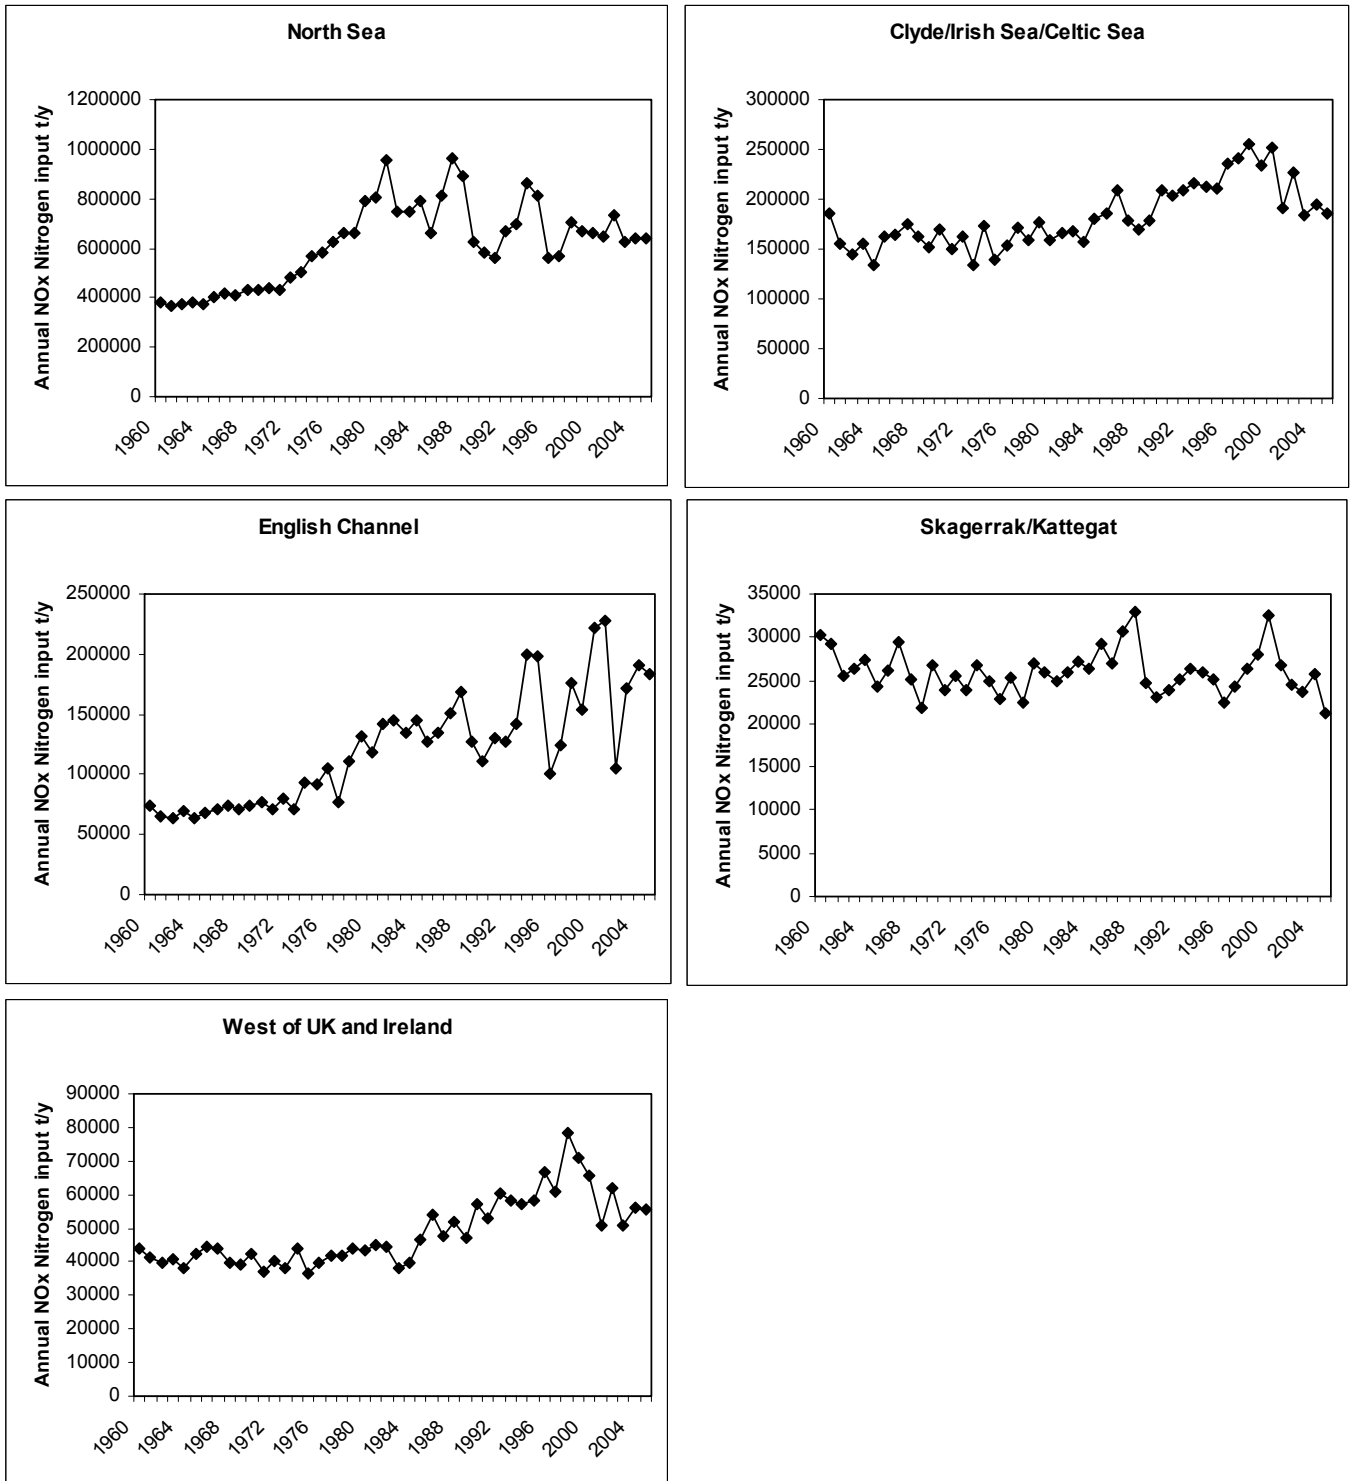 North Sea
Annual NOx Nitrogen input t/y
1200000
1000000
800000
600000
400000
200000
0
1960 1964 1968 1972 1976 1980 1984 1988 1992 1996 2000 2004
Clyde/Irish Sea/Celtic Sea
Annual NOx Nitrogen input t/y
300000
250000
200000
150000
100000
50000
0
1960 1964 1968 1972 1976 1980 1984 1988 1992 1996 2000 2004
English Channel
Annual NOx Nitrogen input t/y
250000
200000
150000
100000
50000
0
1960 1964 1968 1972 1976 1980 1984 1988 1992 1996 2000 2004
Skagerrak/Kattegat
Annual NOx Nitrogen input t/y
35000
30000
25000
20000
15000
10000
5000
0
1960 1964 1968 1972 1976 1980 1984 1988 1992 1996 2000 2004
West of UK and Ireland
Annual NOx Nitrogen input t/y
90000
80000
70000
60000
50000
40000
30000
20000
10000
0
1960 1964 1968 1972 1976 1980 1984 1988 1992 1996 2000 2004